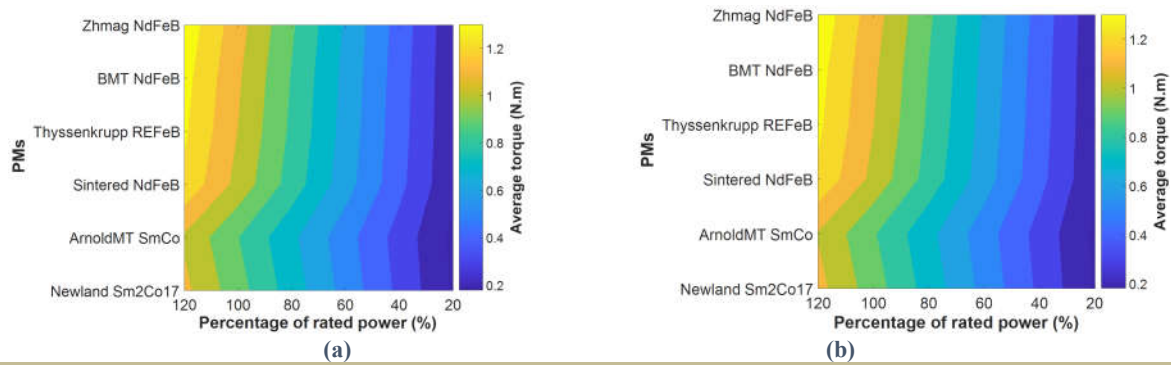 Zhmag NdFeB
BMT NdFeB
Thyssenkrupp REFeB
Sintered NdFeB
ArnoldMT SmCo
Newland Sm2Co17
PMs
120 100 80 60 40 20
Percentage of rated power (%)
1.2
1
0.8
0.6
0.4
0.2
Average torque (N.m)
(a)
Zhmag NdFeB
BMT NdFeB
Thyssenkrupp REFeB
Sintered NdFeB
ArnoldMT SmCo
Newland Sm2Co17
PMs
120 100 80 60 40 20
Percentage of rated power (%)
1.2
1
0.8
0.6
0.4
0.2
Average torque (N.m)
(b)